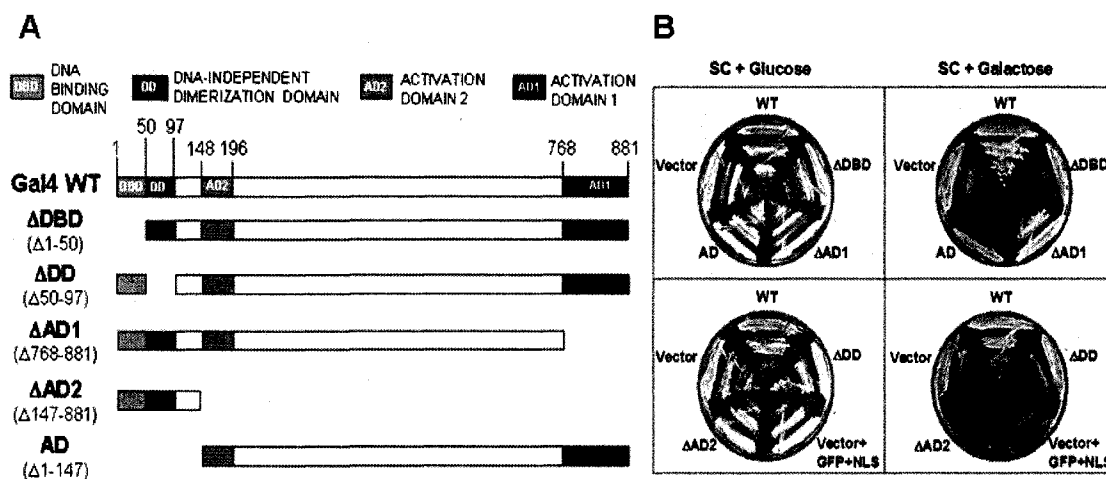 A
DBD DNA BINDING DOMAIN
DD DNA-INDEPENDENT DIMERIZATION DOMAIN
AD2 ACTIVATION DOMAIN 2
AD1 ACTIVATION DOMAIN 1
1 50 97 148 196 768 881
Gal4 WT DBD DD AD2 AD1
ΔDBD
(Δ1-50)
ΔDD
(Δ50-97)
ΔAD1
(Δ768-881)
ΔAD2
(Δ147-881)
AD
(Δ1-147)
B
SC + Glucose
SC + Galactose
WT
Vector
ΔDBD
AD
ΔAD1
WT
Vector
ΔDBD
AD
ΔAD1
WT
Vector
ΔDD
ΔAD2
Vector+
GFP+NLS
WT
Vector
ΔDD
ΔAD2
Vector+
GFP+NLS